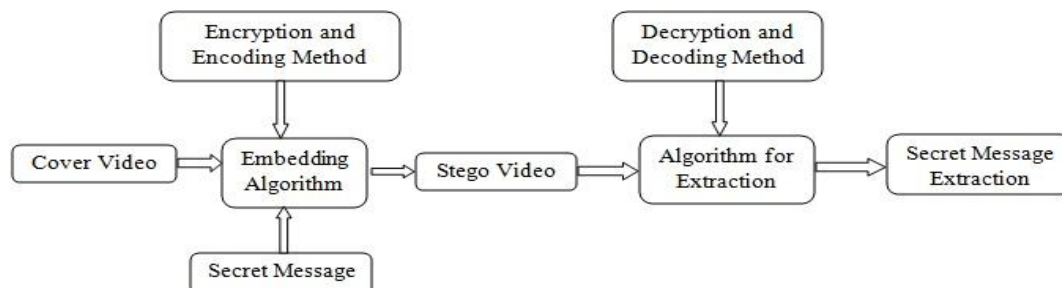 Encryption and
Encoding Method
Decryption and
Decoding Method
Cover Video
Embedding
Algorithm
Stego Video
Algorithm for
Extraction
Secret Message
Extraction
Secret Message